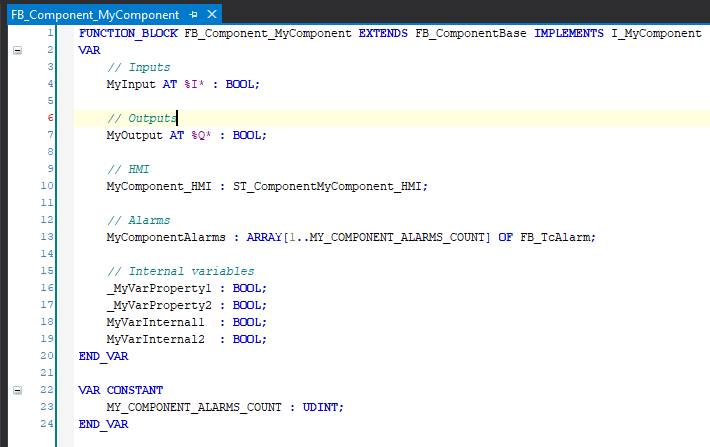 FB_Component_MyComponent
1 FUNCTION_BLOCK FB_Component_MyComponent EXTENDS FB_ComponentBase IMPLEMENTS I_MyComponent
2 VAR
3 // Inputs
4 MyInput AT %I* : BOOL;
5
6 // Outputs
7 MyOutput AT %Q* : BOOL;
8
9 // HMI
10 MyComponent_HMI : ST_ComponentMyComponent_HMI;
11
12 // Alarms
13 MyComponentAlarms : ARRAY[1..MY_COMPONENT_ALARMS_COUNT] OF FB_TcAlarm;
14
15 // Internal variables
16 _MyVarProperty1 : BOOL;
17 _MyVarProperty2 : BOOL;
18 MyVarInternal1  : BOOL;
19 MyVarInternal2  : BOOL;
20 END_VAR
21
22 VAR CONSTANT
23 MY_COMPONENT_ALARMS_COUNT : UDINT;
24 END_VAR